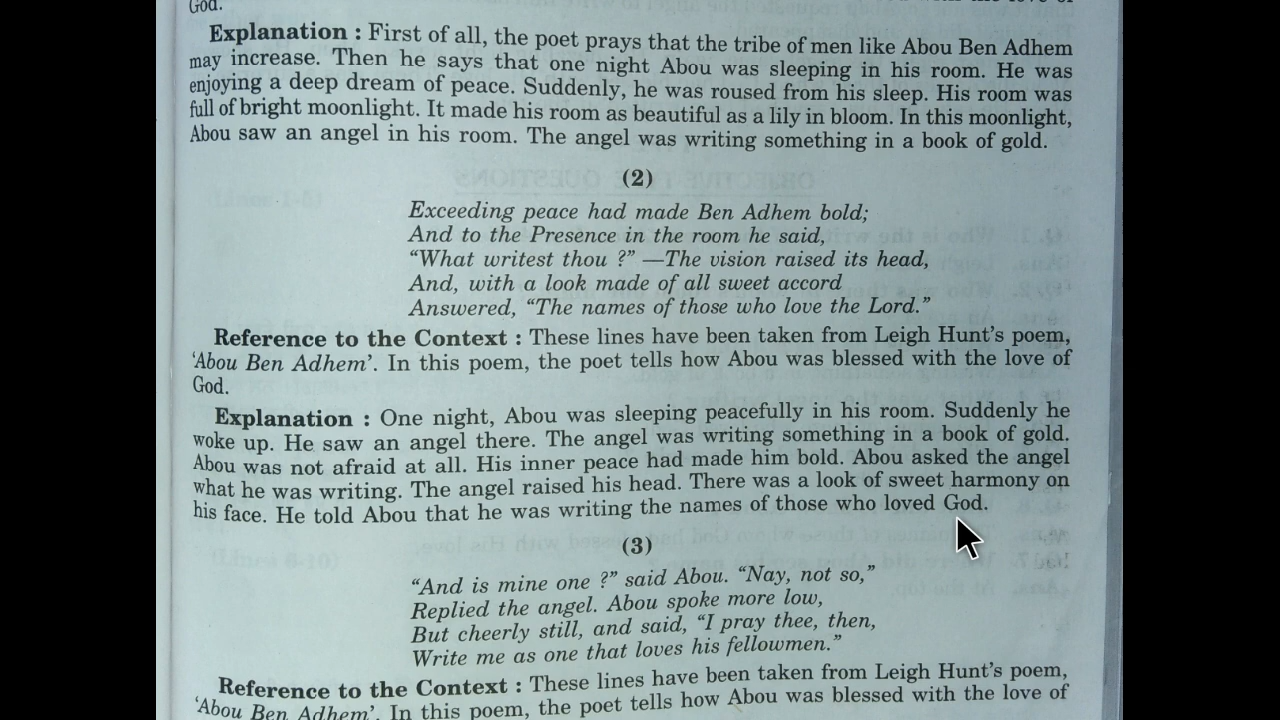 God.
Explanation : First of all, the poet prays that the tribe of men like Abou Ben Adhem
may increase. Then he says that one night Abou was sleeping in his room. He was
enjoying a deep dream of peace. Suddenly, he was roused from his sleep. His room was
full of bright moonlight. It made his room as beautiful as a lily in bloom. In this moonlight,
Abou saw an angel in his room. The angel was writing something in a book of gold.
(2)
Exceeding peace had made Ben Adhem bold;
And to the Presence in the room he said,
“What writest thou ?” —The vision raised its head,
And, with a look made of all sweet accord
Answered, “The names of those who love the Lord.”
Reference to the Context : These lines have been taken from Leigh Hunt’s poem,
‘Abou Ben Adhem’. In this poem, the poet tells how Abou was blessed with the love of
God.
Explanation : One night, Abou was sleeping peacefully in his room. Suddenly he
woke up. He saw an angel there. The angel was writing something in a book of gold.
Abou was not afraid at all. His inner peace had made him bold. Abou asked the angel
what he was writing. The angel raised his head. There was a look of sweet harmony on
his face. He told Abou that he was writing the names of those who loved God.
(3)
“And is mine one ?” said Abou. “Nay, not so,”
Replied the angel. Abou spoke more low,
But cheerly still, and said, “I pray thee, then,
Write me as one that loves his fellowmen.”
Reference to the Context : These lines have been taken from Leigh Hunt’s poem,
‘Abou Ben Adhem’. In this poem, the poet tells how Abou was blessed with the love of